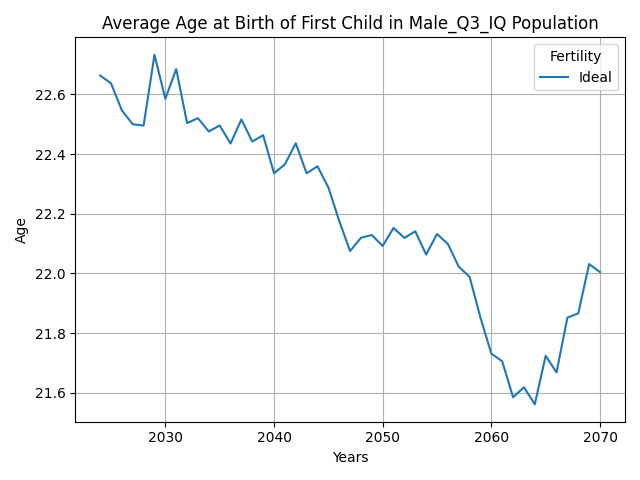 Average Age at Birth of First Child in Male_Q3_IQ Population
Fertility
Ideal
22.6
22.4
22.2
22.0
21.8
21.6
Age
2030
2040
2050
2060
2070
Years